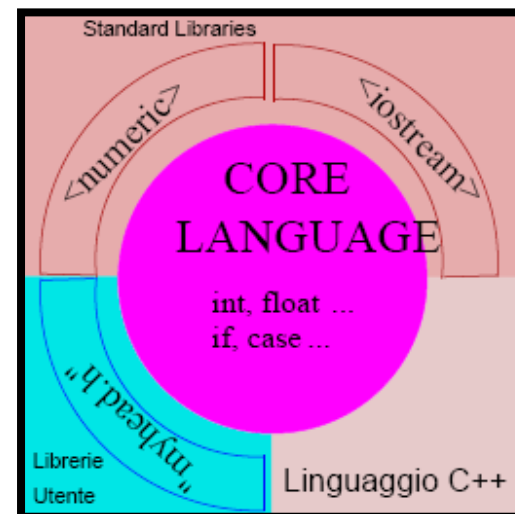 Standard Libraries
<numeric>
<iostream>
CORE
LANGUAGE
int, float ...
if, case ...
"myhead.h"
Librerie
Utente
Linguaggio C++